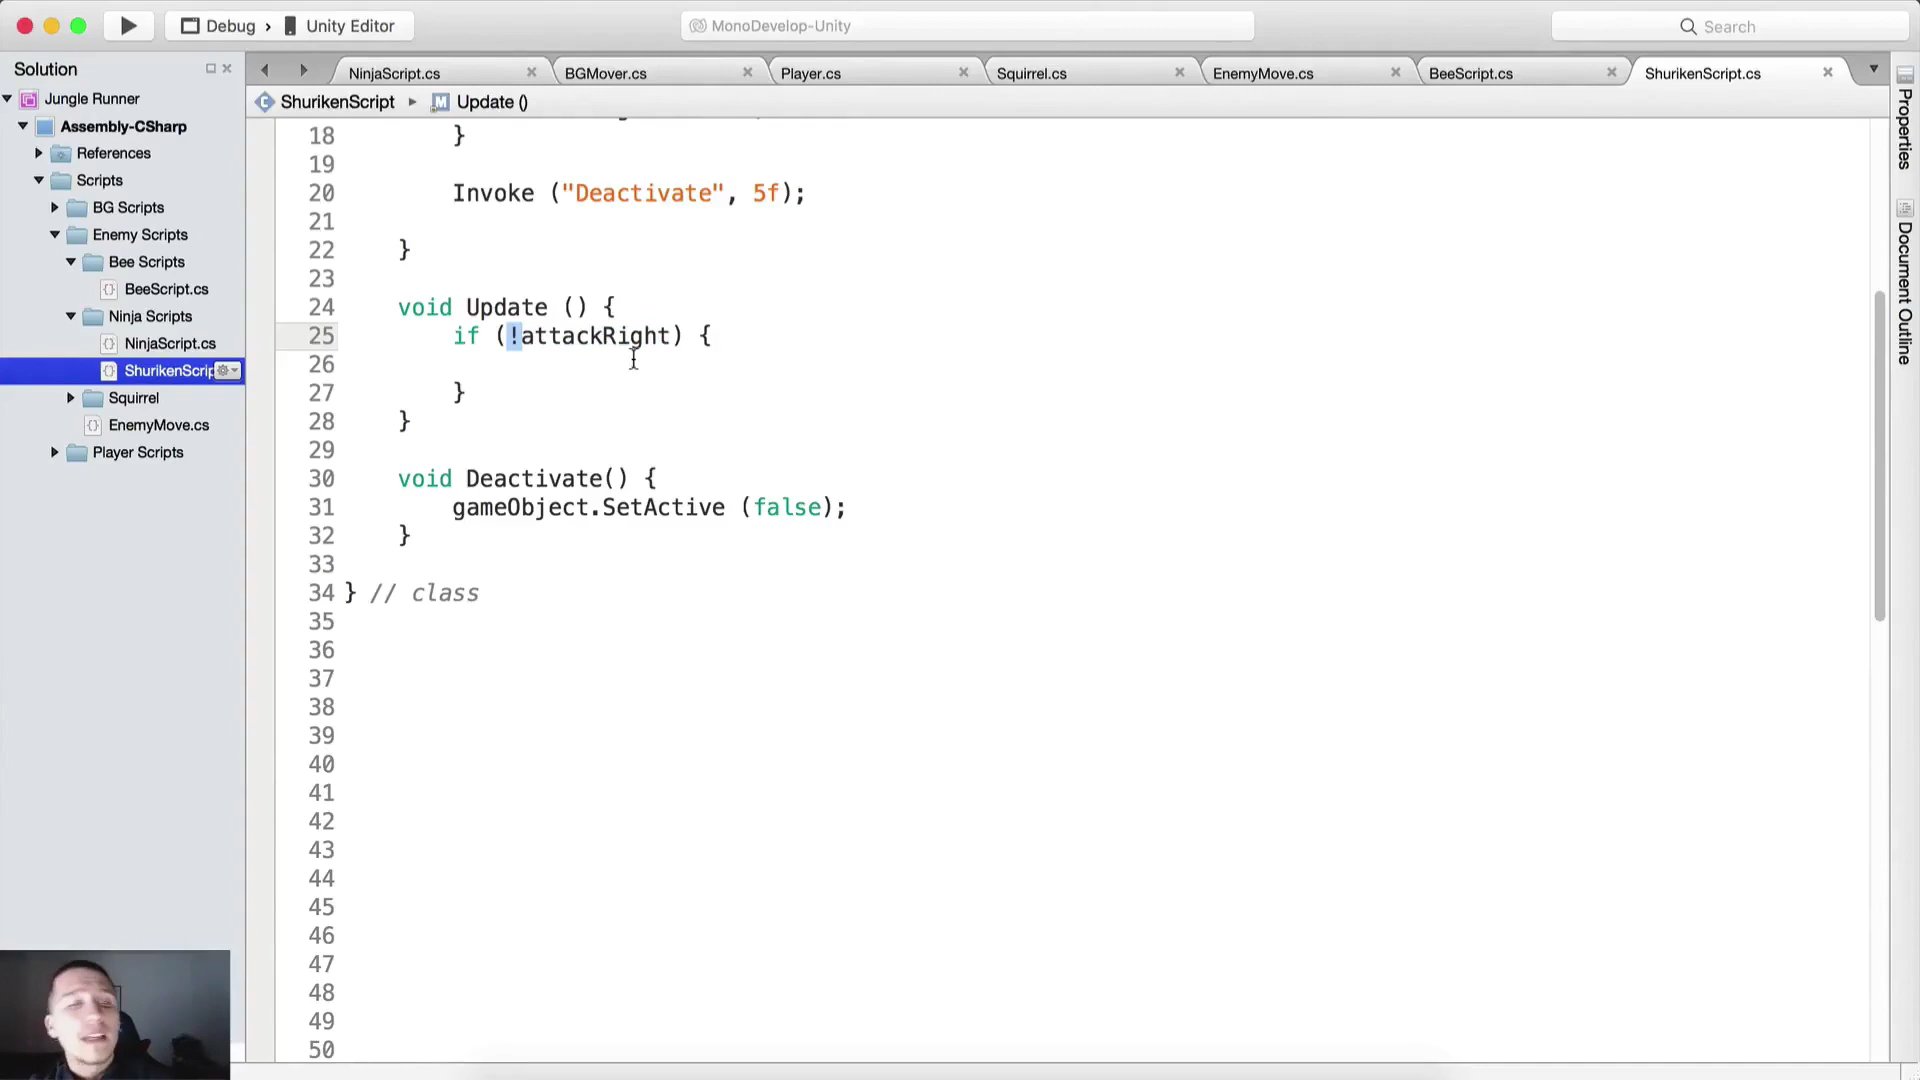 Debug
Unity Editor
MonoDevelop-Unity
Search
Solution
NinjaScript.cs
BGMover.cs
Player.cs
Squirrel.cs
EnemyMove.cs
BeeScript.cs
ShurikenScript.cs
Jungle Runner
Assembly-CSharp
References
Scripts
BG Scripts
Enemy Scripts
Bee Scripts
BeeScript.cs
Ninja Scripts
NinjaScript.cs
ShurikenScrip
Squirrel
EnemyMove.cs
Player Scripts
ShurikenScript
Update ()
18 }
19
20 Invoke ("Deactivate", 5f);
21
22 }
23
24 void Update () {
25 if (!attackRight) {
26
27 }
28 }
29
30 void Deactivate() {
31 gameObject.SetActive (false);
32 }
33
34 } // class
35
36
37
38
39
40
41
42
43
44
45
46
47
48
49
50
Properties
Document Outline